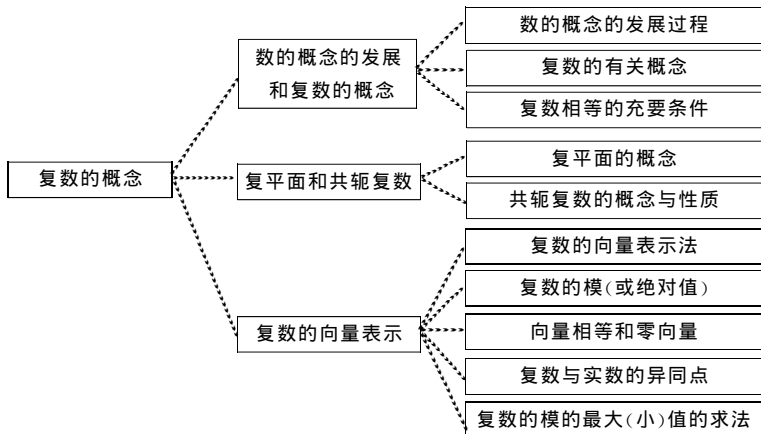 复数的概念
数的概念的发展
和复数的概念
数的概念的发展过程
复数的有关概念
复数相等的充要条件
复平面和共轭复数
复平面的概念
共轭复数的概念与性质
复数的向量表示
复数的向量表示法
复数的模(或绝对值)
向量相等和零向量
复数与实数的异同点
复数的模的最大(小)值的求法